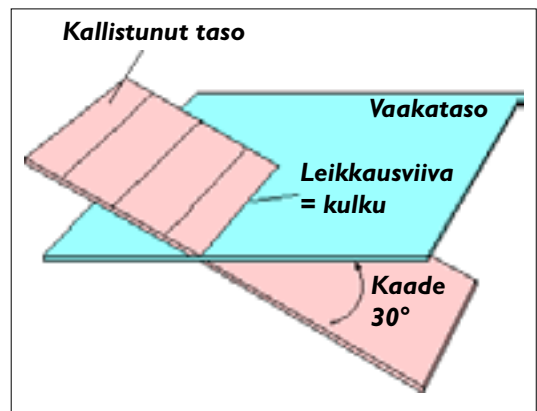 Kallistunut taso
Vaakataso
Leikkausviiva
= kulku
Kaade
30°